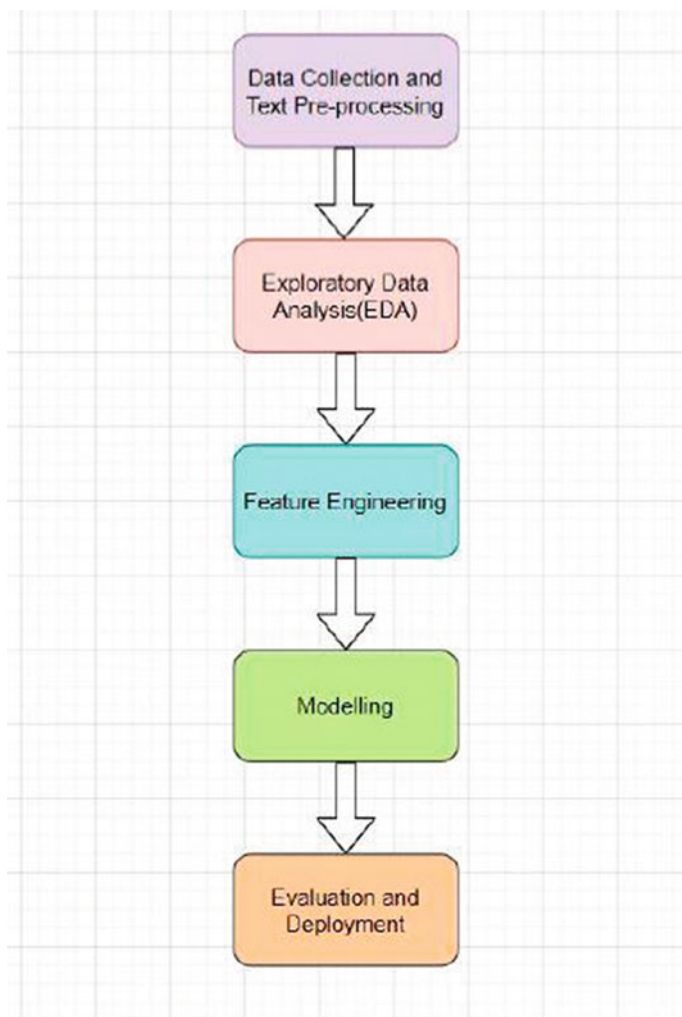 Data Collection and
Text Pre-processing
Exploratory Data
Analysis(EDA)
Feature Engineering
Modelling
Evaluation and
Deployment